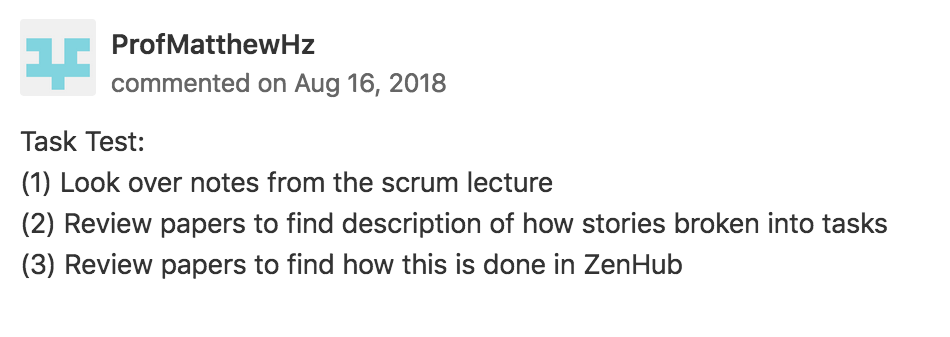 ProfMatthewHz
commented on Aug 16, 2018
Task Test:
(1) Look over notes from the scrum lecture
(2) Review papers to find description of how stories broken into tasks
(3) Review papers to find how this is done in ZenHub